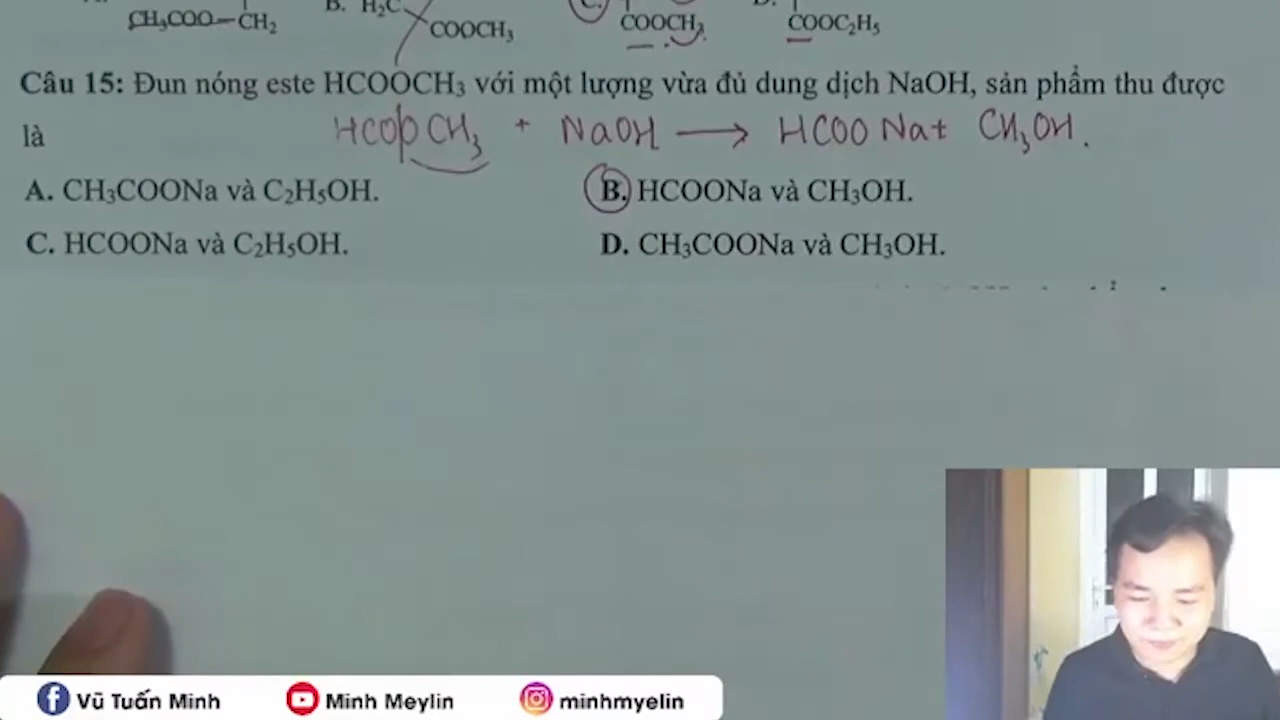 CH₃COO—CH₂
B. H₂C
COOCH₃
C.
COOCH₃
D.
COOC₂H₅
Câu 15: Đun nóng este HCOOCH₃ với một lượng vừa đủ dung dịch NaOH, sản phẩm thu được
là
HCOOCH₃ + NaOH ⟶ HCOONa + CH₃OH.
A. CH₃COONa và C₂H₅OH.
B. HCOONa và CH₃OH.
C. HCOONa và C₂H₅OH.
D. CH₃COONa và CH₃OH.
Vũ Tuấn Minh
Minh Meylin
minhmyelin